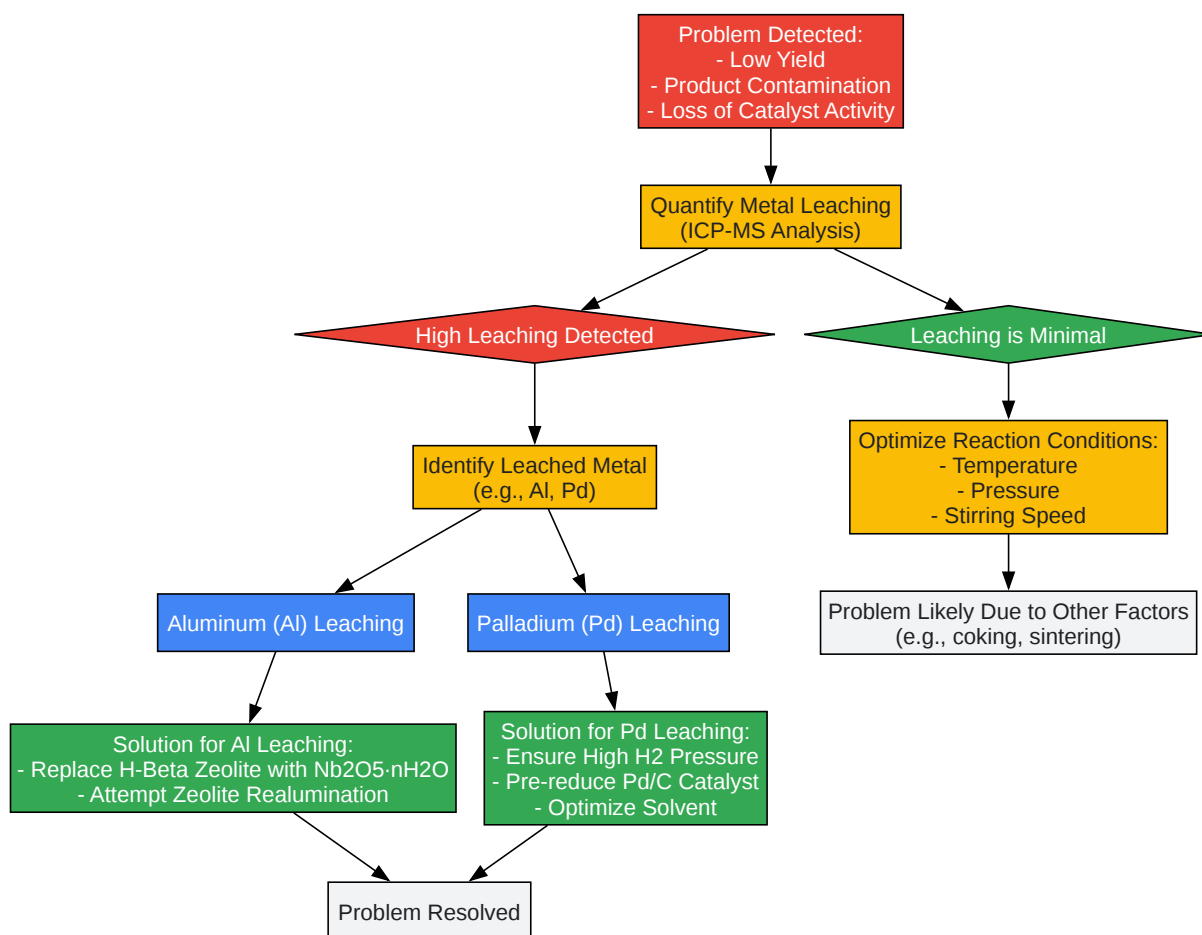 Problem Detected:
- Low Yield
- Product Contamination
- Loss of Catalyst Activity
Quantify Metal Leaching
(ICP-MS Analysis)
High Leaching Detected
Leaching is Minimal
Identify Leached Metal
(e.g., Al, Pd)
Optimize Reaction Conditions:
- Temperature
- Pressure
- Stirring Speed
Aluminum (Al) Leaching
Palladium (Pd) Leaching
Problem Likely Due to Other Factors
(e.g., coking, sintering)
Solution for Al Leaching:
- Replace H-Beta Zeolite with Nb2O5·nH2O
- Attempt Zeolite Realumination
Solution for Pd Leaching:
- Ensure High H2 Pressure
- Pre-reduce Pd/C Catalyst
- Optimize Solvent
Problem Resolved